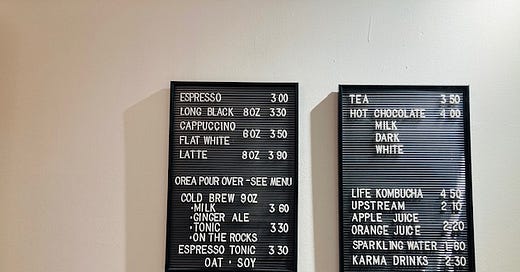 ESPRESSO 3 00
LONG BLACK 8OZ 3 30
CAPPUCCINO
6OZ 3 50
FLAT WHITE
LATTE 8OZ 3 90
OREA POUR OVER - SEE MENU
COLD BREW 9OZ
• MILK 3 60
• GINGER ALE
• TONIC 3 30
• ON THE ROCKS
ESPRESSO TONIC 3 30
OAT • SOY
TEA 3 50
HOT CHOCOLATE 4 00
MILK
DARK
WHITE
LIFE KOMBUCHA 4 50
UPSTREAM 2 10
APPLE JUICE
2 20
ORANGE JUICE
SPARKLING WATER 1 60
KARMA DRINKS 2 30